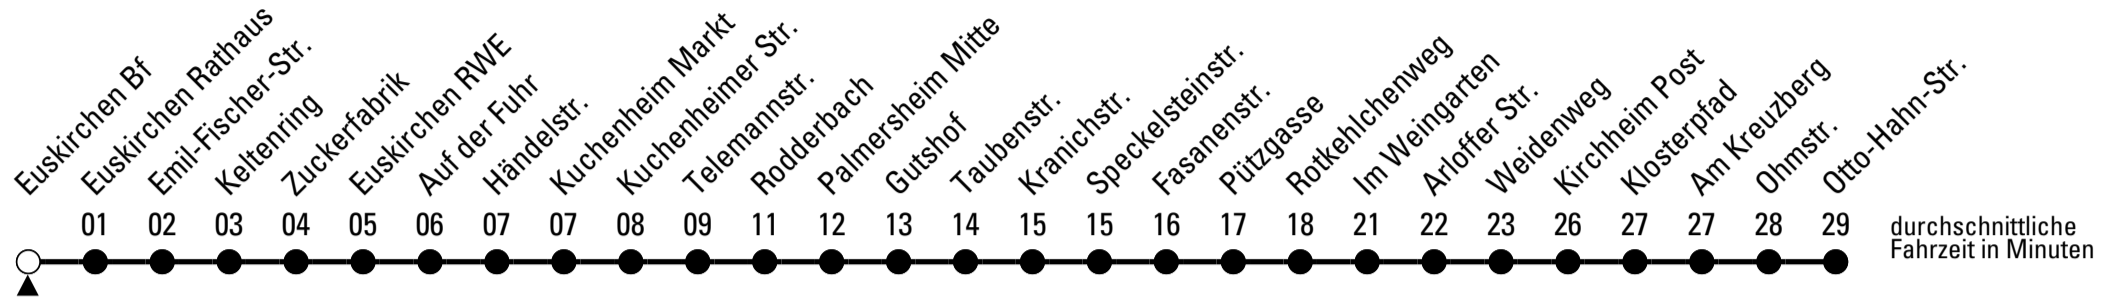 Euskirchen Bf
Euskirchen Rathaus
Emil-Fischer-Str.
Keltenring
Zuckerfabrik
Euskirchen RWE
Auf der Fuhr
Händelstr.
Kuchenheim Markt
Kuchenheimer Str.
Telemannstr.
Rodderbach
Palmersheim Mitte
Gutshof
Taubenstr.
Kranichstr.
Speckelsteinstr.
Fasanenstr.
Pützgasse
Rotkehlchenweg
Im Weingarten
Arloffer Str.
Weidenweg
Kirchheim Post
Klosterpfad
Am Kreuzberg
Ohmstr.
Otto-Hahn-Str.
01 02 03 04 05 06 07 07 08 09 11 12 13 14 15 15 16 17 18 21 22 23 26 27 27 28 29
durchschnittliche
Fahrzeit in Minuten